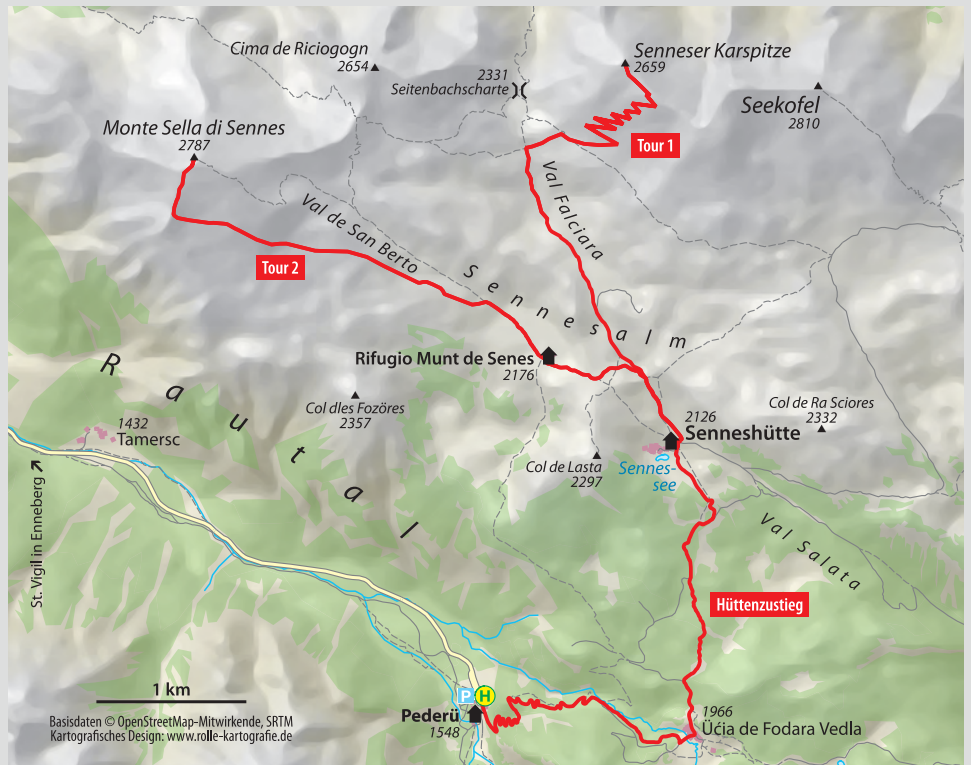 Cima de Riciogogn
2654
2331
Seitenbachscharte
Senneser Karspitze
2659
Seekofel
2810
Monte Sella di Sennes
2787
Tour 1
Val Falciara
Val de San Berto
Tour 2
Sennesalm
Rifugio Munt de Senes
2176
Rautal
Col dles Fozöres
2357
1432
Tamersc
Col de Ra Sciores
2332
2126
Senneshütte
Col de Lasta
2297
Sennes-
see
St. Vigil in Enneberg
Val Salata
Hüttenzustieg
1 km
P H
Pederü
1548
1966
Ućia de Fodara Vedla
Basisdaten © OpenStreetMap-Mitwirkende, SRTM
Kartografisches Design: www.rolle-kartografie.de